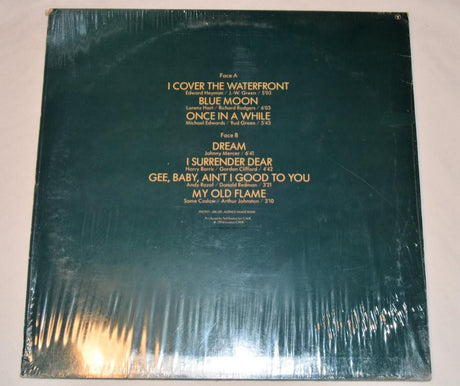 Face A
I COVER THE WATERFRONT
Edward Heyman / J.-W. Green / 5'03
BLUE MOON
Lorenz Hart / Richard Rodgers / 6'03
ONCE IN A WHILE
Michael Edwards / Bud Green / 5'43
Face B
DREAM
Johnny Mercer / 6'41
I SURRENDER DEAR
Harry Barris / Gordon Clifford / 4'42
GEE, BABY, AIN'T I GOOD TO YOU
Andy Razaf / Donald Redman / 3'21
MY OLD FLAME
Same Coslow / Arthur Johnston / 3'10